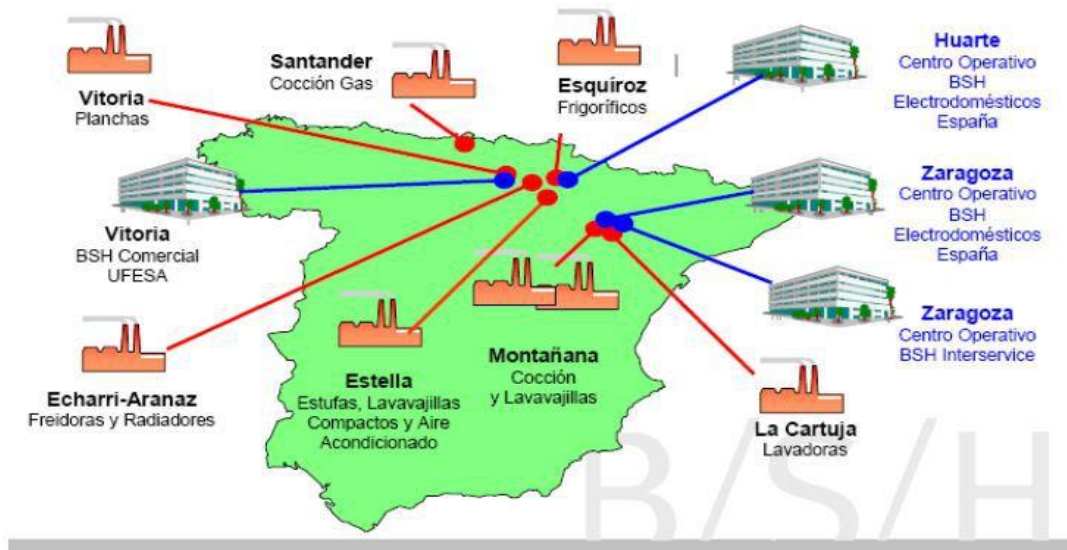 Santander
Cocción Gas
Esquíroz
Frigoríficos
Huarte
Centro Operativo
BSH
Electrodomésticos
España
Vitoria
Planchas
Zaragoza
Centro Operativo
BSH
Electrodomésticos
España
Vitoria
BSH Comercial
UFESA
Zaragoza
Centro Operativo
BSH Interservice
Echarri-Aranaz
Freidoras y Radiadores
Estella
Estufas, Lavavajillas
Compactos y Aire
Acondicionado
Montañana
Cocción
y Lavavajillas
La Cartuja
Lavadoras
B/S/H